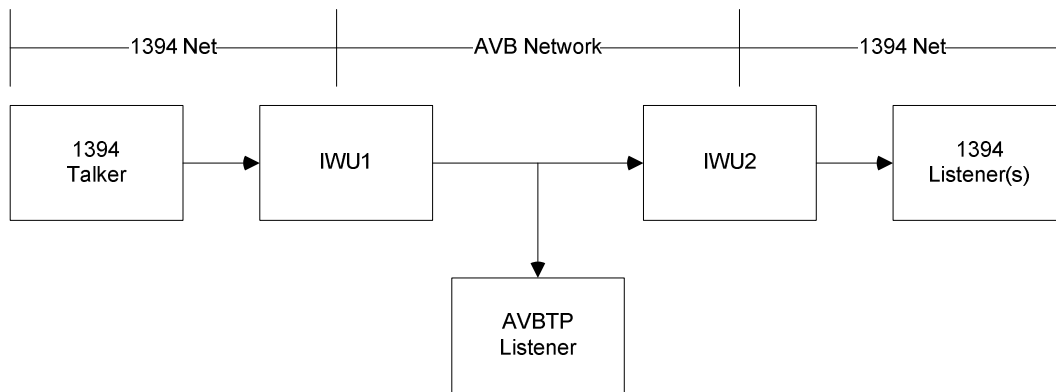 1394 Net
AVB Network
1394 Net
1394
Talker
IWU1
IWU2
1394
Listener(s)
AVBTP
Listener